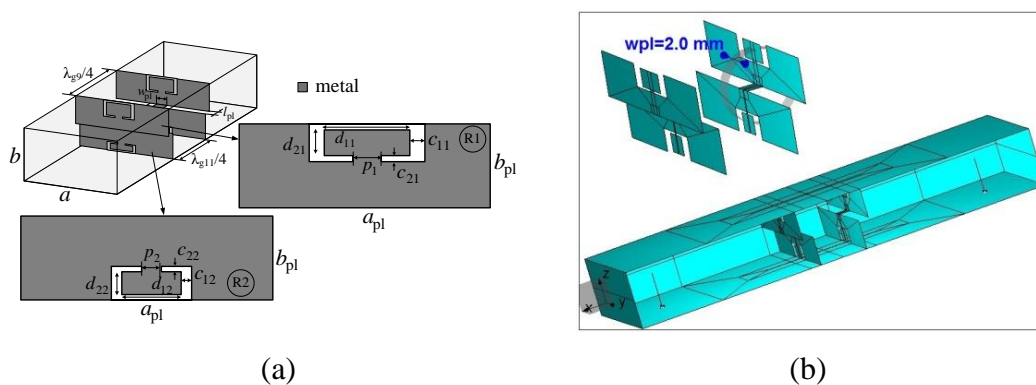 λg9/4
wpl
lpl
b
λg11/4
a
metal
R1
d21
d11
c11
p1
c21
bpl
apl
p2
c22
d22
d12
c12
R2
bpl
apl
wpl=2.0 mm
z
y
x
(a)
(b)